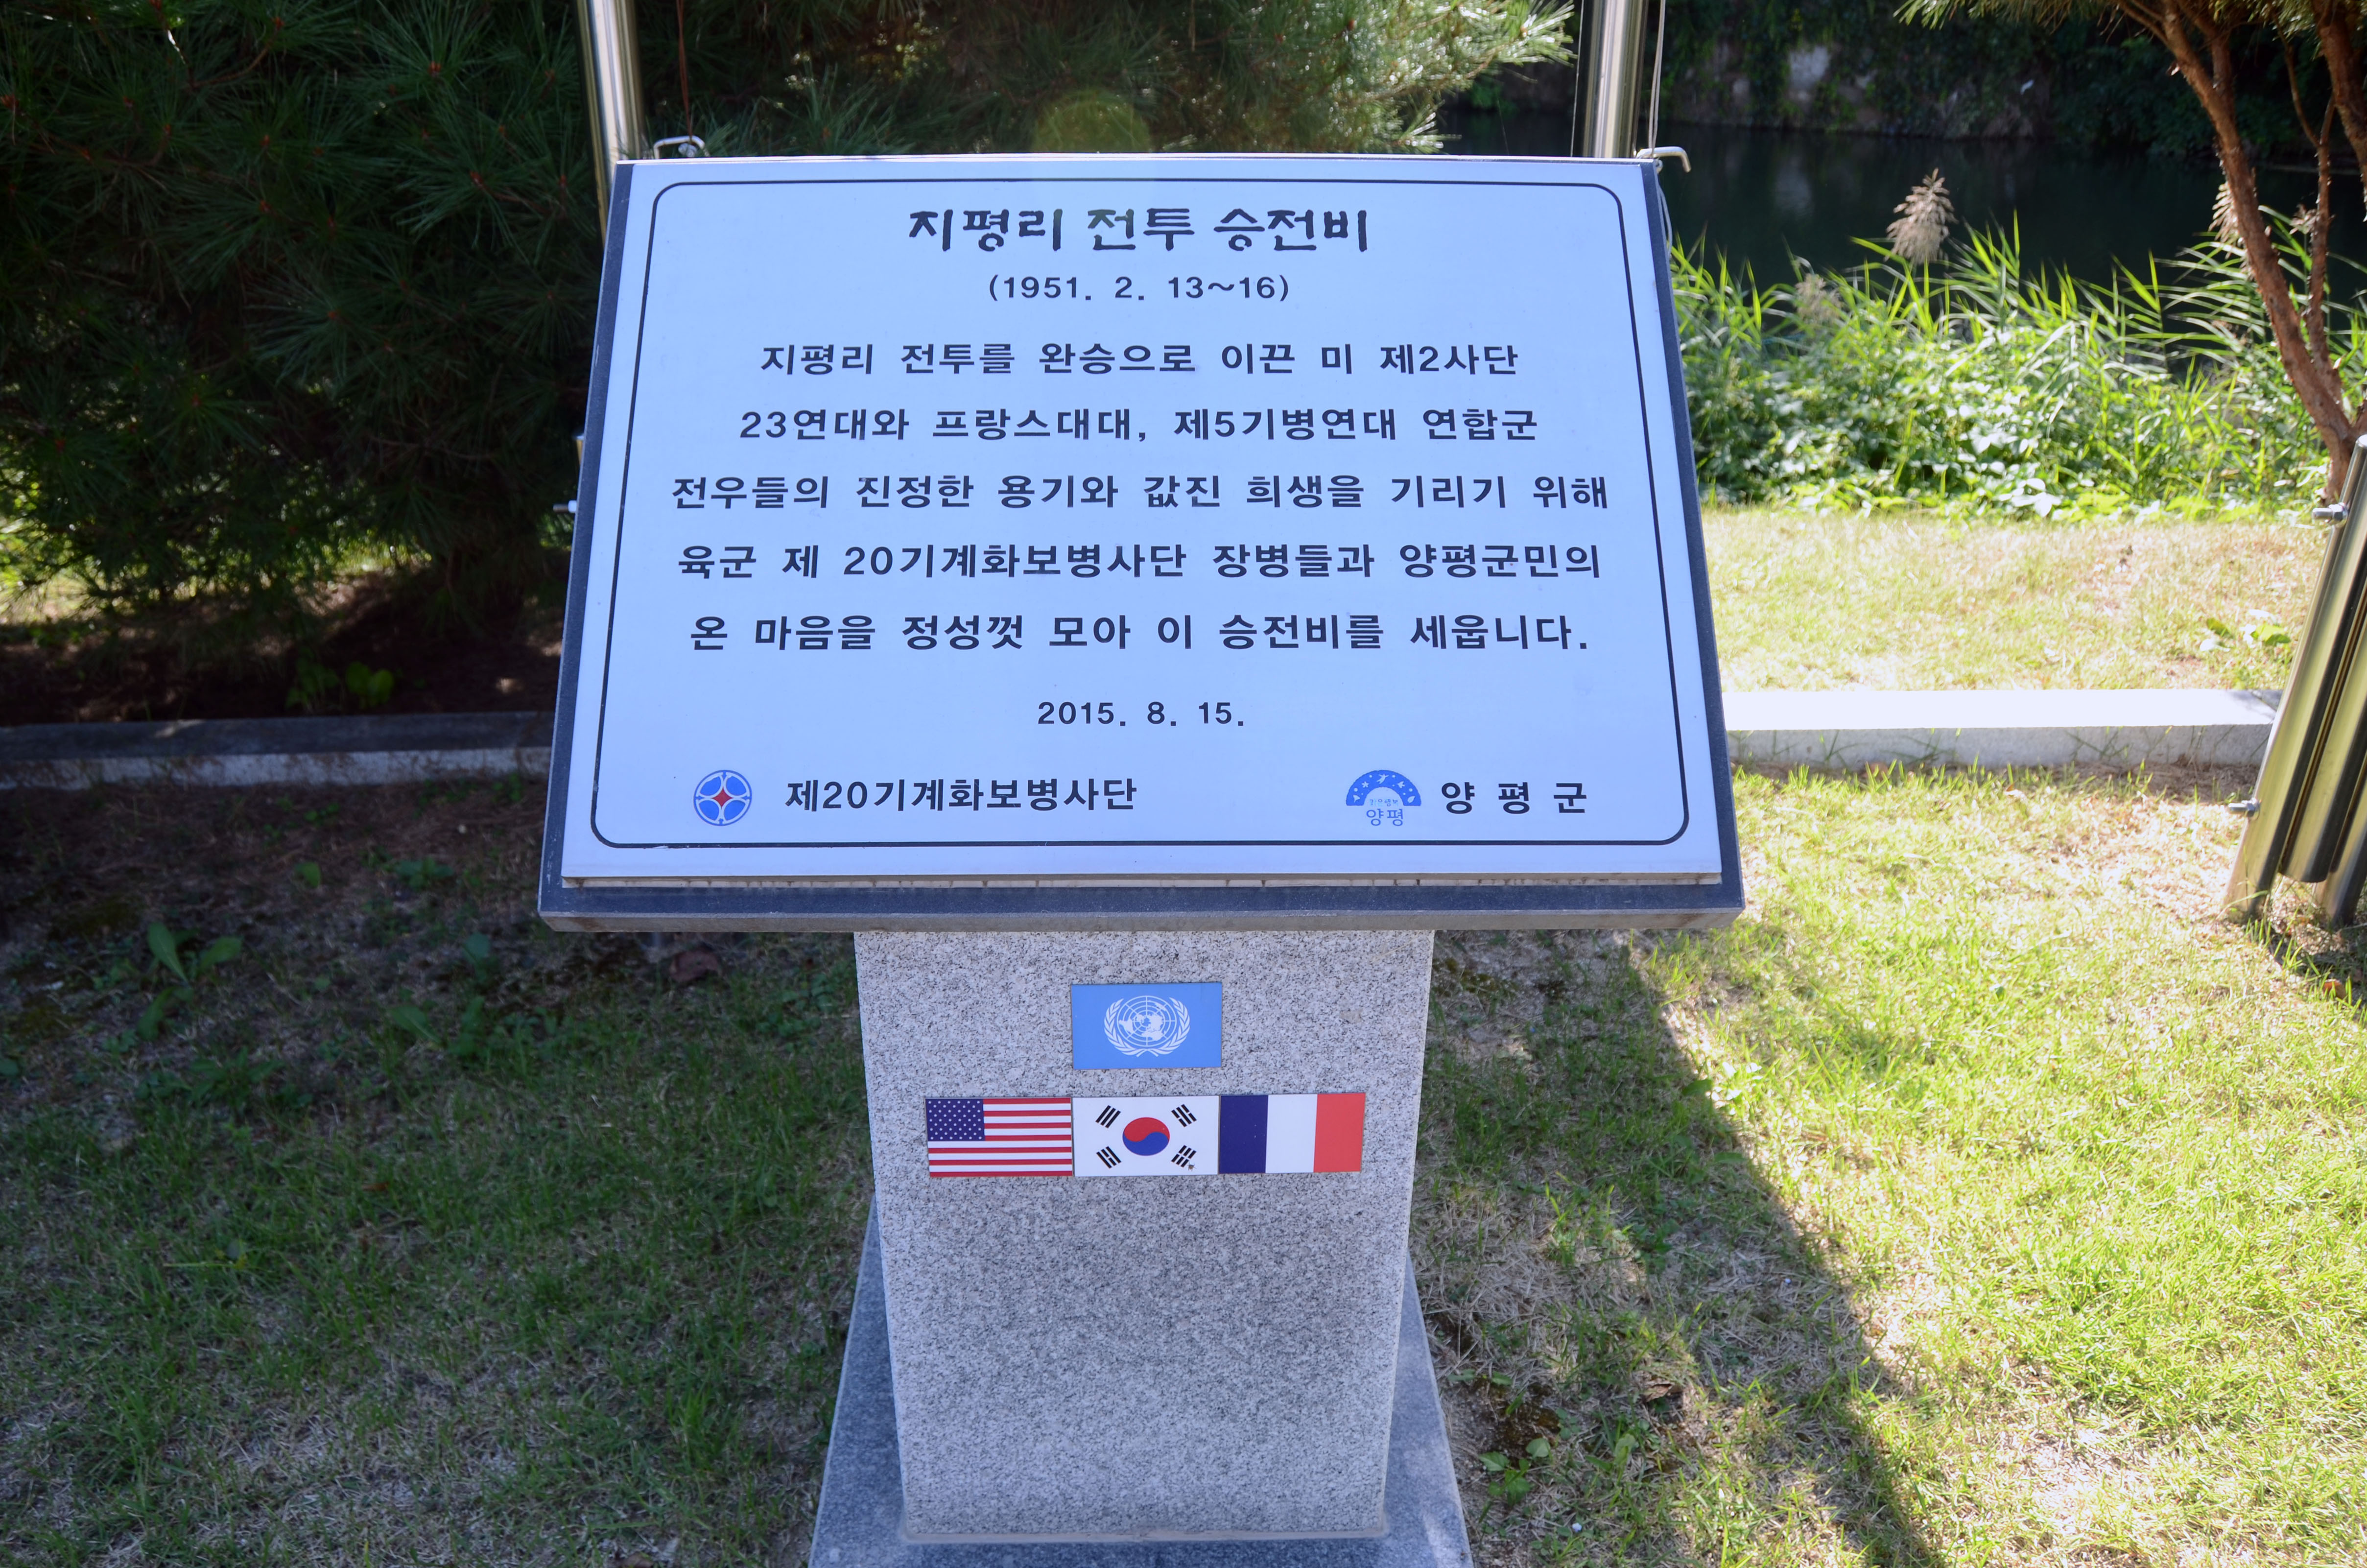 지평리 전투 승전비
(1951. 2. 13~16)
지평리 전투를 완승으로 이끈 미 제2사단
23연대와 프랑스대대, 제5기병연대 연합군
전우들의 진정한 용기와 값진 희생을 기리기 위해
육군 제 20기계화보병사단 장병들과 양평군민의
온 마음을 정성껏 모아 이 승전비를 세웁니다.
2015. 8. 15.
제20기계화보병사단
양평
양 평 군